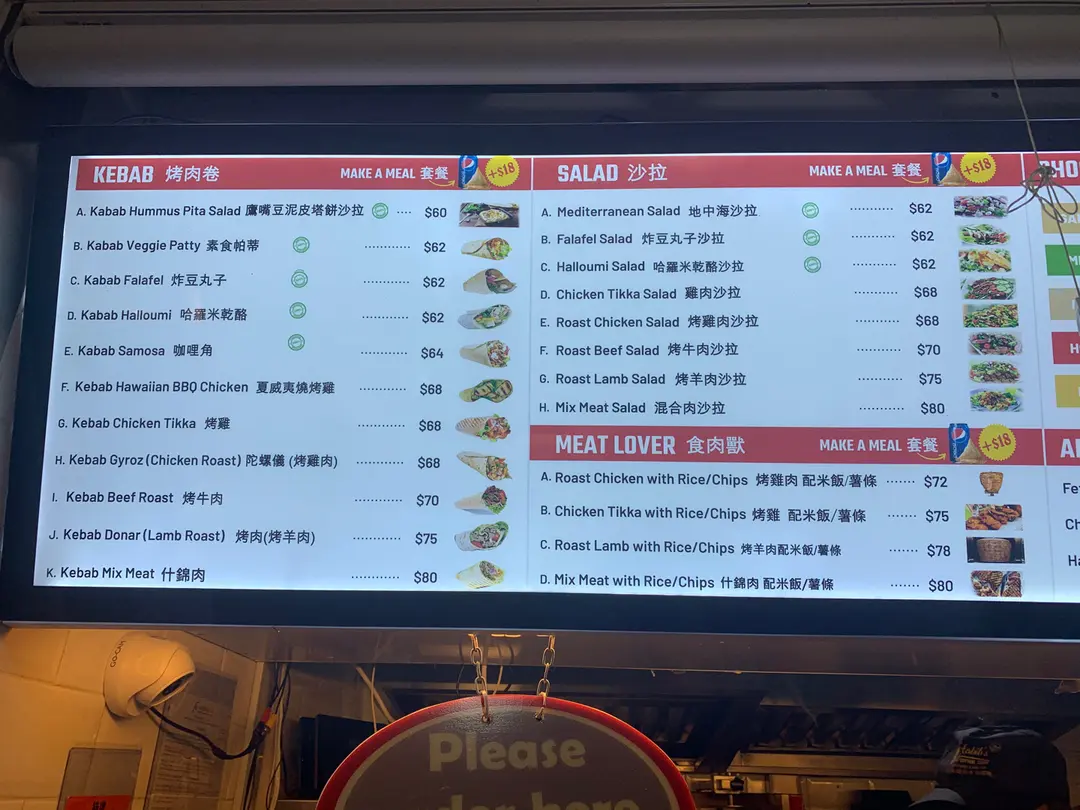 KEBAB 烤肉卷 MAKE A MEAL 套餐 +$18
A. Kabab Hummus Pita Salad 鷹嘴豆泥皮塔餅沙拉 ···· $60
B. Kabab Veggie Patty 素食帕蒂 ············ $62
C. Kabab Falafel 炸豆丸子 ············ $62
D. Kabab Halloumi 哈羅米乾酪 ············ $62
E. Kabab Samosa 咖哩角 ············ $64
F. Kebab Hawaiian BBQ Chicken 夏威夷燒烤雞 ············ $68
G. Kebab Chicken Tikka 烤雞 ············ $68
H. Kebab Gyroz (Chicken Roast) 陀螺儀 (烤雞肉) ············ $68
I. Kebab Beef Roast 烤牛肉 ············ $70
J. Kebab Donar (Lamb Roast) 烤肉(烤羊肉) ············ $75
K. Kebab Mix Meat 什錦肉 ············ $80
SALAD 沙拉 MAKE A MEAL 套餐 +$18
A. Mediterranean Salad 地中海沙拉 ··········· $62
B. Falafel Salad 炸豆丸子沙拉 ··········· $62
C. Halloumi Salad 哈羅米乾酪沙拉 ··········· $62
D. Chicken Tikka Salad 雞肉沙拉 ··········· $68
E. Roast Chicken Salad 烤雞肉沙拉 ··········· $68
F. Roast Beef Salad 烤牛肉沙拉 ··········· $70
G. Roast Lamb Salad 烤羊肉沙拉 ··········· $75
H. Mix Meat Salad 混合肉沙拉 ··········· $80
MEAT LOVER 食肉獸 MAKE A MEAL 套餐 +$18
A. Roast Chicken with Rice/Chips 烤雞肉 配米飯/薯條 ······· $72
B. Chicken Tikka with Rice/Chips 烤雞 配米飯/薯條 ······· $75
C. Roast Lamb with Rice/Chips 烤羊肉配米飯/薯條 ······· $78
D. Mix Meat with Rice/Chips 什錦肉 配米飯/薯條 ······· $80
Please